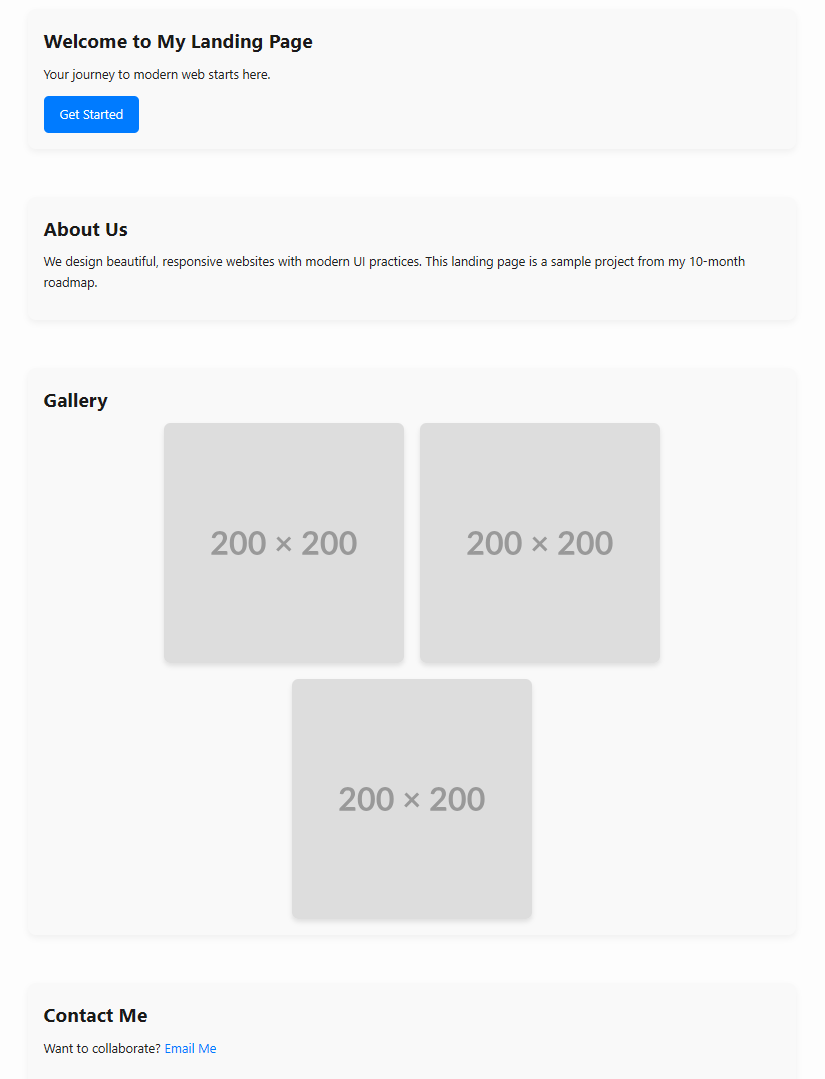 Welcome to My Landing Page
Your journey to modern web starts here.
Get Started
About Us
We design beautiful, responsive websites with modern UI practices. This landing page is a sample project from my 10-month
roadmap.
Gallery
200 × 200
200 × 200
200 × 200
Contact Me
Want to collaborate? Email Me